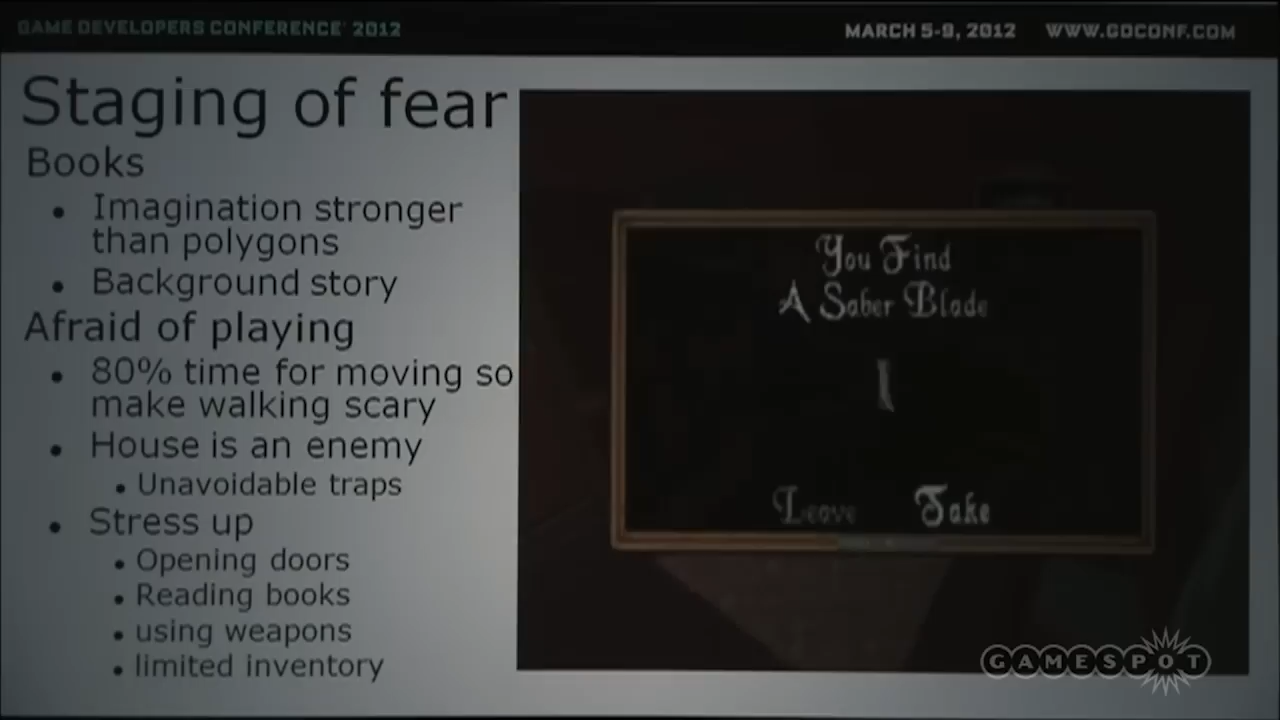 GAME DEVELOPERS CONFERENCE 2012
MARCH 5-9, 2012 WWW.GDCONF.COM
Staging of fear
Books
• Imagination stronger
than polygons
• Background story
Afraid of playing
• 80% time for moving so
make walking scary
• House is an enemy
• Unavoidable traps
• Stress up
• Opening doors
• Reading books
• using weapons
• limited inventory
You Find
A Saber Blade
Leave Take
GAMESPOT